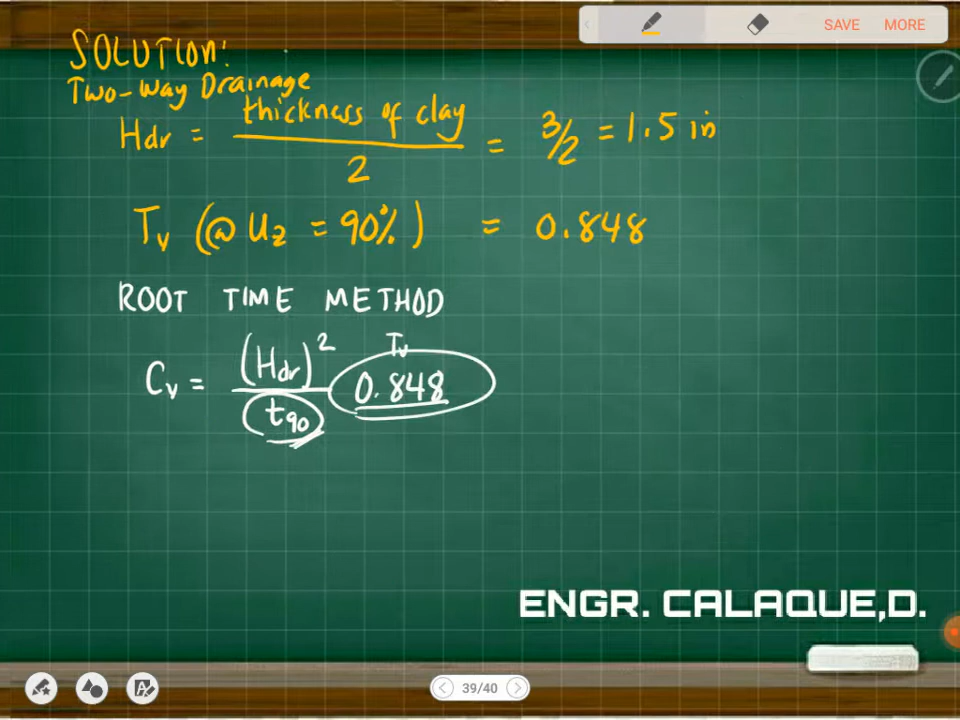 SAVE MORE
SOLUTION:
Two-Way Drainage
Hdr = thickness of clay / 2 = 3/2 = 1.5 in
Tv (@ Uz = 90%) = 0.848
ROOT TIME METHOD
Tv
Cv = (Hdr)² / t90 0.848
ENGR. CALAQUE,D.
39/40